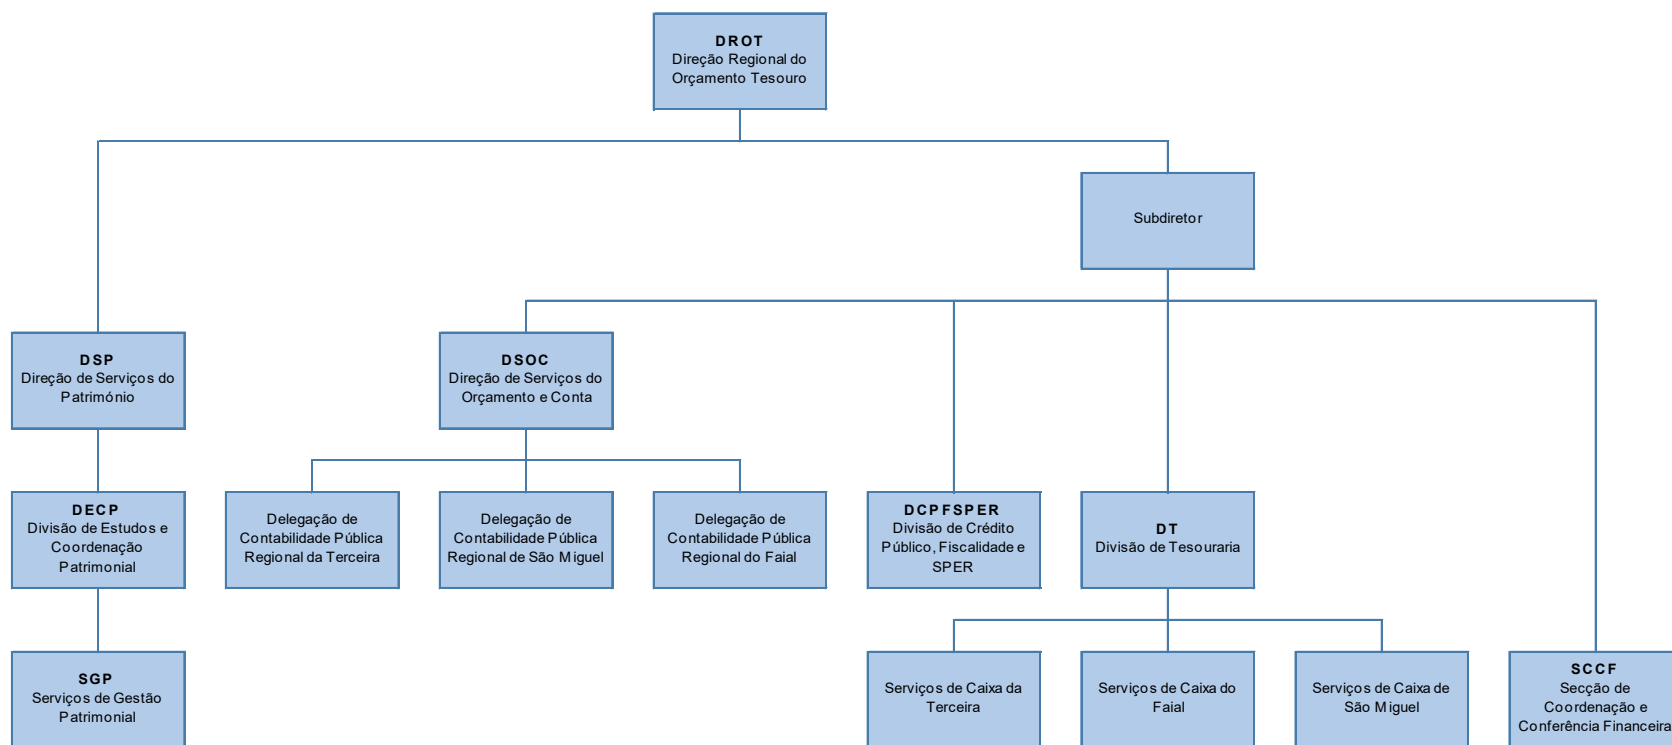 DROT
Direção Regional do
Orçamento Tesouro
Subdiretor
DSP
Direção de Serviços do
Património
DSOC
Direção de Serviços do
Orçamento e Conta
DECP
Divisão de Estudos e
Coordenação
Patrimonial
Delegação de
Contabilidade Pública
Regional da Terceira
Delegação de
Contabilidade Pública
Regional de São Miguel
Delegação de
Contabilidade Pública
Regional do Faial
DCPFSPER
Divisão de Crédito
Público, Fiscalidade e
SPER
DT
Divisão de Tesouraria
SGP
Serviços de Gestão
Patrimonial
Serviços de Caixa da
Terceira
Serviços de Caixa do
Faial
Serviços de Caixa de
São Miguel
SCCF
Secção de
Coordenação e
Conferência Financeira